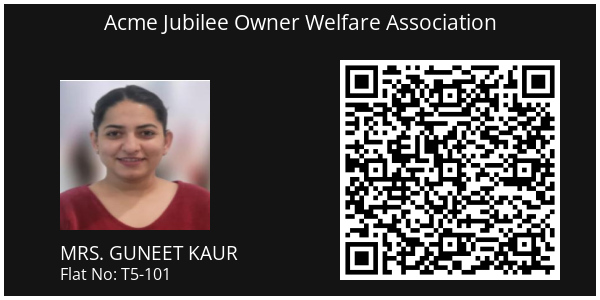 Acme Jubilee Owner Welfare Association
MRS. GUNEET KAUR
Flat No: T5-101